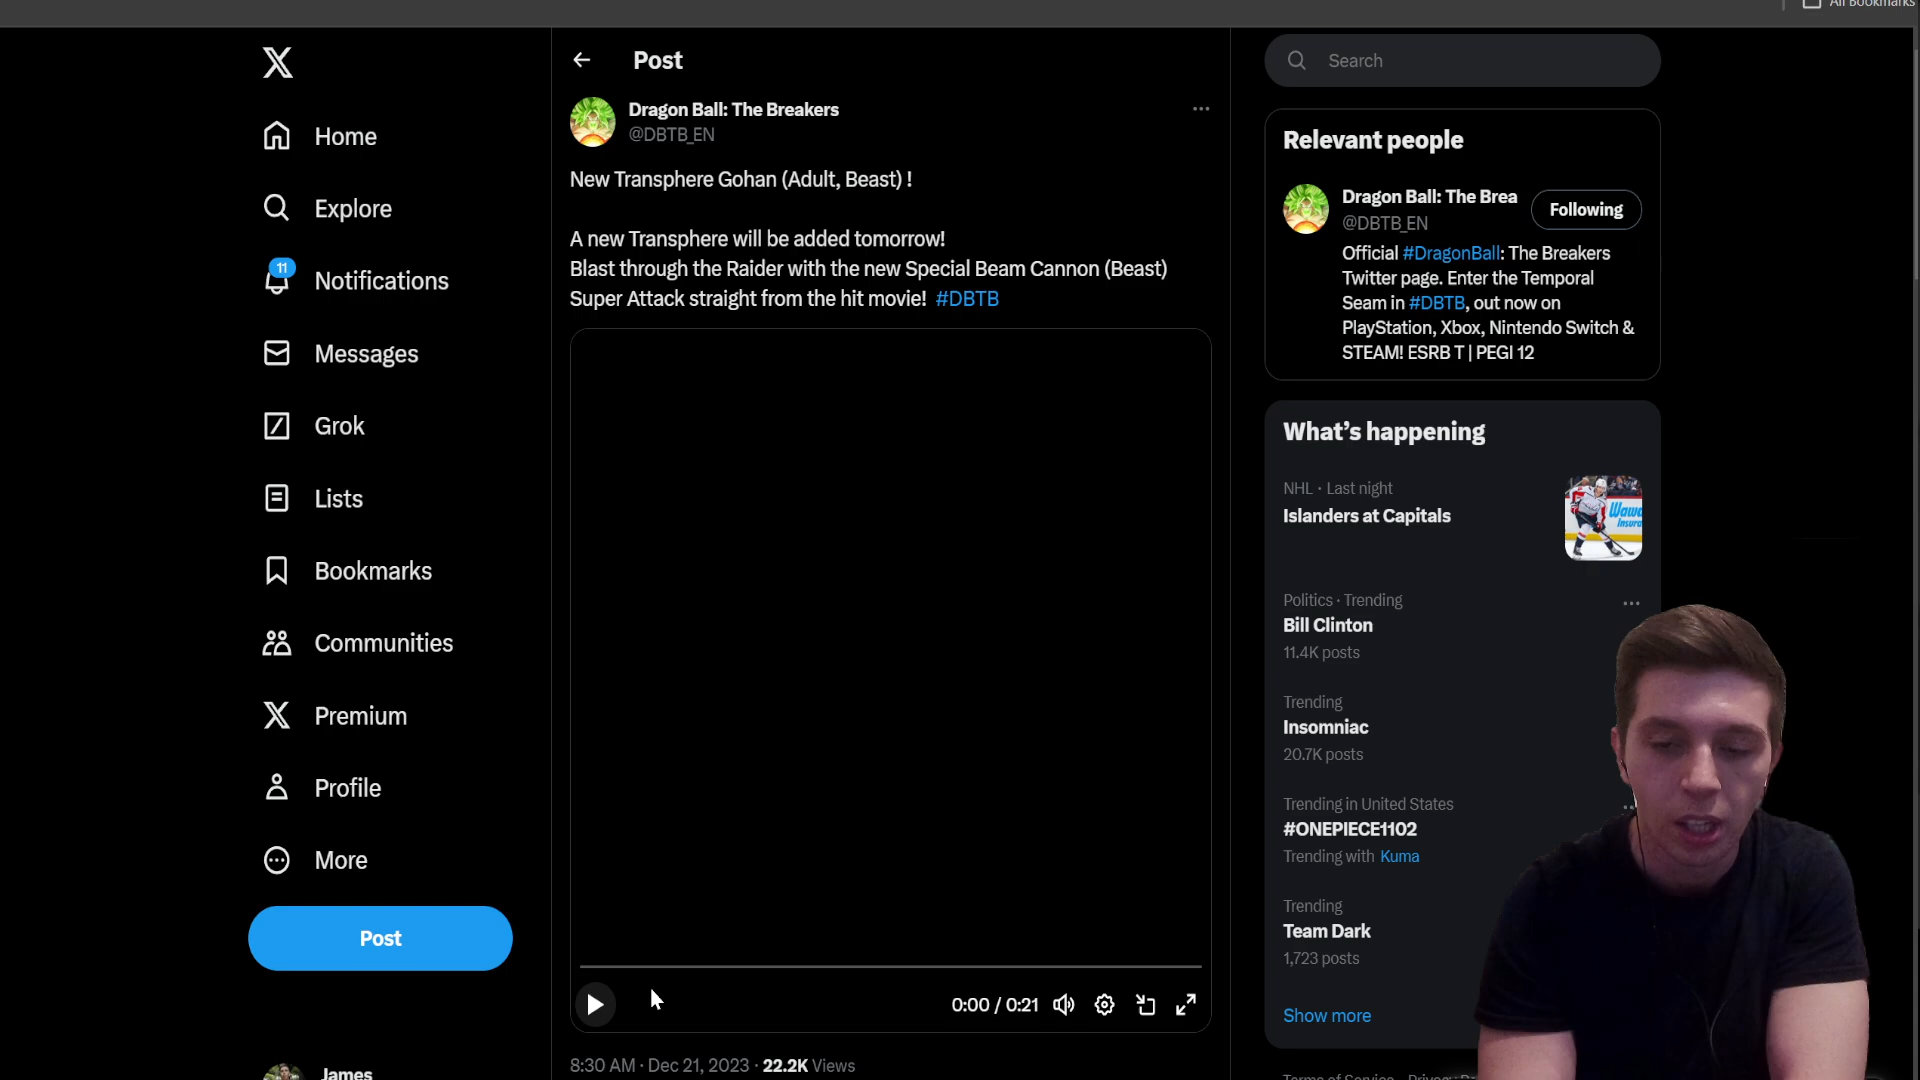 All Bookmarks
X
Home
Explore
11
Notifications
Messages
Grok
Lists
Bookmarks
Communities
Premium
Profile
More
Post
James
Post
Dragon Ball: The Breakers
@DBTB_EN
New Transphere Gohan (Adult, Beast) !
A new Transphere will be added tomorrow!
Blast through the Raider with the new Special Beam Cannon (Beast)
Super Attack straight from the hit movie! #DBTB
0:00 / 0:21
8:30 AM · Dec 21, 2023 · 22.2K Views
Search
Relevant people
Dragon Ball: The Brea
Following
@DBTB_EN
Official #DragonBall: The Breakers
Twitter page. Enter the Temporal
Seam in #DBTB, out now on
PlayStation, Xbox, Nintendo Switch &
STEAM! ESRB T | PEGI 12
What's happening
NHL · Last night
Islanders at Capitals
Politics · Trending
Bill Clinton
11.4K posts
Trending
Insomniac
20.7K posts
Trending in United States
#ONEPIECE1102
Trending with Kuma
Trending
Team Dark
1,723 posts
Show more
Terms of Service